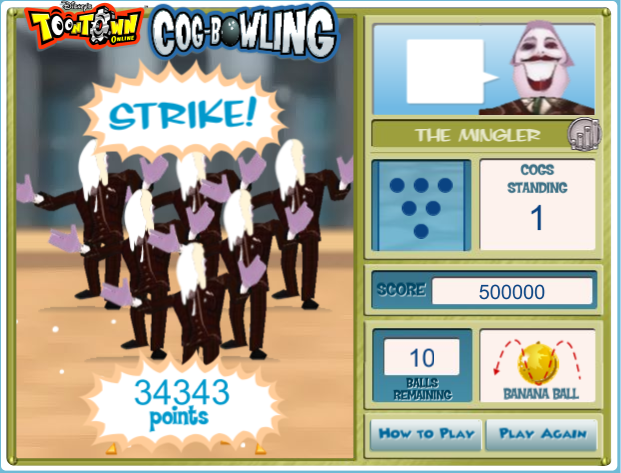 Disney's
TOONTOWN
ONLINE
COG-BOWLING
STRIKE!
34343
points
THE MINGLER
COGS
STANDING
1
SCORE
500000
10
BALLS
REMAINING
BANANA BALL
HOW TO PLAY
PLAY AGAIN